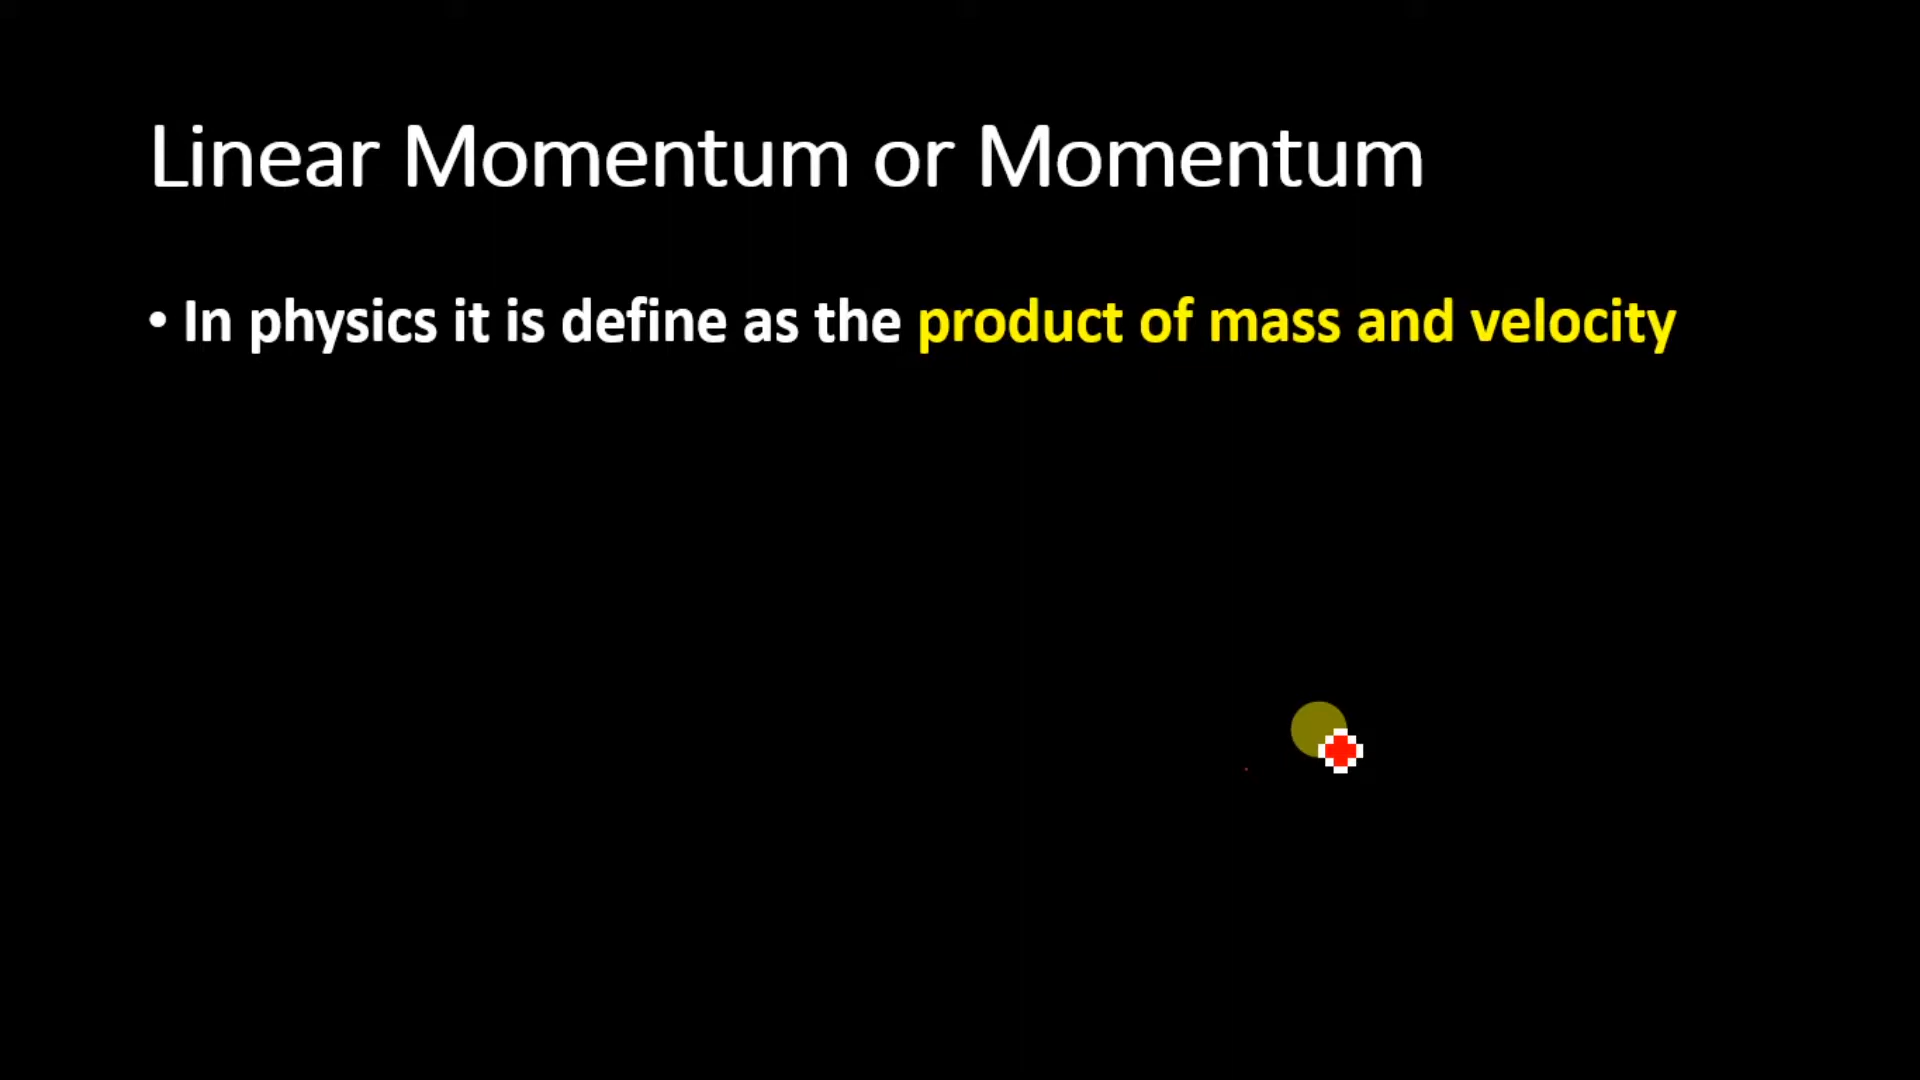 Linear Momentum or Momentum
• In physics it is define as the product of mass and velocity